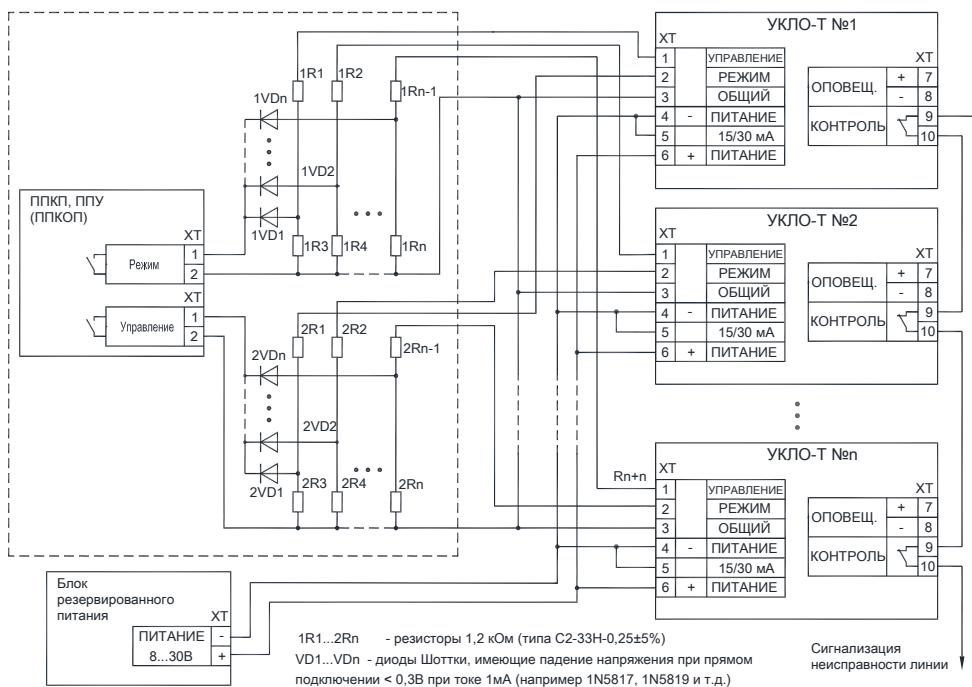 1R1
1R2
1Rn-1
1VDn
1VD2
1VD1
1R3
1R4
1Rn
ППКП, ППУ
(ППКОП)
XT
Режим
1
2
XT
Управление
1
2
2R1
2R2
2Rn-1
2VDn
2VD2
2VD1
2R3
2R4
2Rn
Rn+n
УКЛО-Т №1
XT
1 УПРАВЛЕНИЕ
2 РЕЖИМ
3 ОБЩИЙ
4 - ПИТАНИЕ
5 15/30 мА
6 + ПИТАНИЕ
XT
ОПОВЕЩ. + 7
- 8
КОНТРОЛЬ 9
10
УКЛО-Т №2
XT
1 УПРАВЛЕНИЕ
2 РЕЖИМ
3 ОБЩИЙ
4 - ПИТАНИЕ
5 15/30 мА
6 + ПИТАНИЕ
XT
ОПОВЕЩ. + 7
- 8
КОНТРОЛЬ 9
10
УКЛО-Т №n
XT
1 УПРАВЛЕНИЕ
2 РЕЖИМ
3 ОБЩИЙ
4 - ПИТАНИЕ
5 15/30 мА
6 + ПИТАНИЕ
XT
ОПОВЕЩ. + 7
- 8
КОНТРОЛЬ 9
10
Блок
резервированного
питания
XT
ПИТАНИЕ -
8...30В +
1R1...2Rn - резисторы 1,2 кОм (типа С2-33Н-0,25±5%)
VD1...VDn - диоды Шоттки, имеющие падение напряжения при прямом
подключении < 0,3В при токе 1мА (например 1N5817, 1N5819 и т.д.)
Сигнализация
неисправности линии